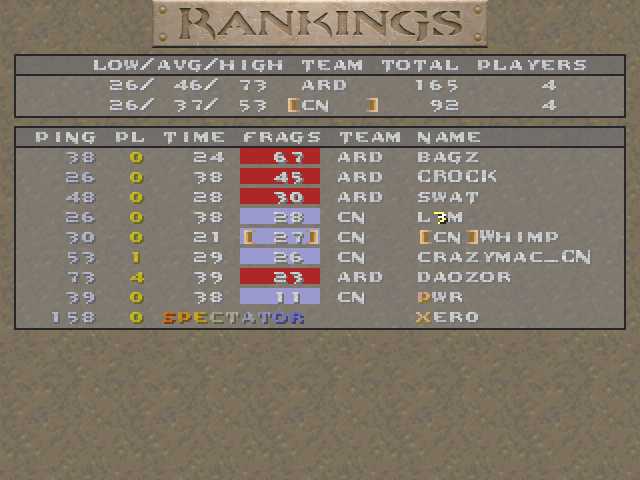 RANKINGS
LOW/AVG/HIGH TEAM TOTAL PLAYERS
26/ 46/ 73 ARD 165 4
26/ 37/ 53 [CN ] 92 4
PING PL TIME FRAGS TEAM NAME
38 0 24 67 ARD BAGZ
26 0 38 45 ARD CROCK
48 0 28 30 ARD SWAT
26 0 38 28 CN L3M
30 0 21 [ 27] CN [CN]WHIMP
53 1 29 26 CN CRAZYMAC_CN
73 4 39 23 ARD DAOZOR
39 0 38 11 CN PWR
158 0 SPECTATOR XERO